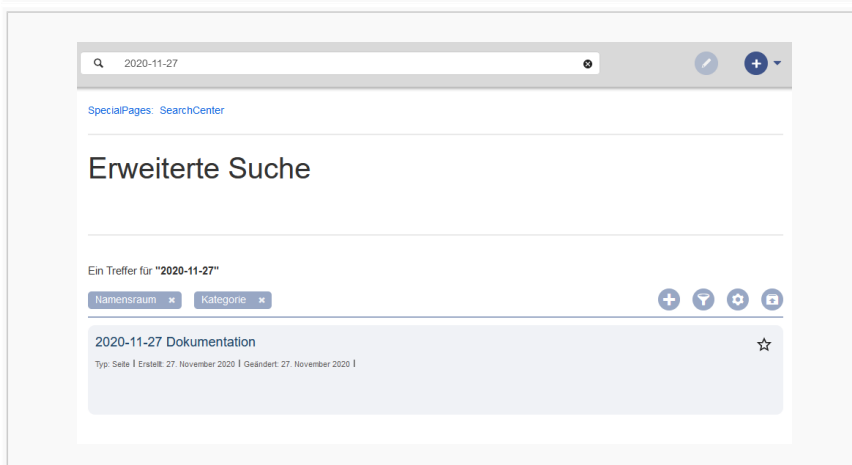 2020-11-27
SpecialPages: SearchCenter
Erweiterte Suche
Ein Treffer für "2020-11-27"
Namensraum Kategorie
2020-11-27 Dokumentation
Typ: Seite | Erstellt: 27. November 2020 | Geändert: 27. November 2020 |